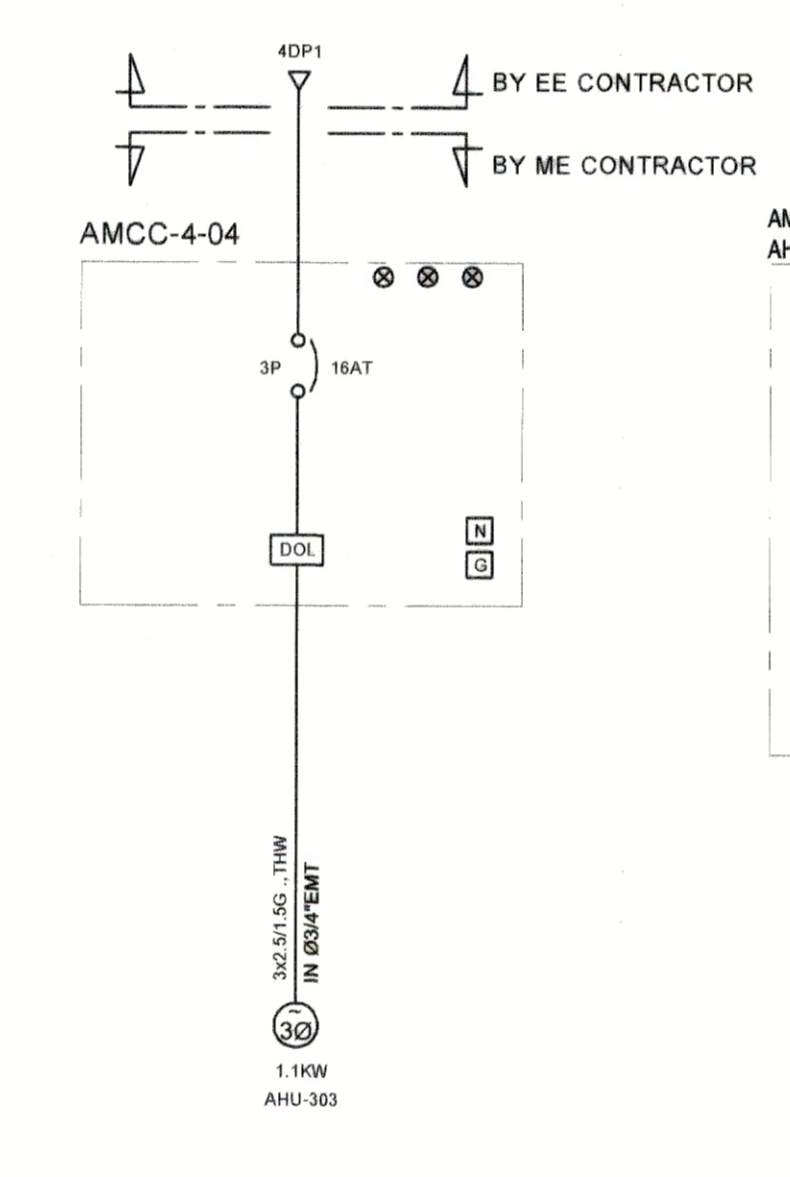 4DP1
BY EE CONTRACTOR
BY ME CONTRACTOR
AMCC-4-04
3P
16AT
DOL
N
G
3x2.5/1.5G .,THW
IN Ø3/4"EMT
~
3Ø
1.1KW
AHU-303